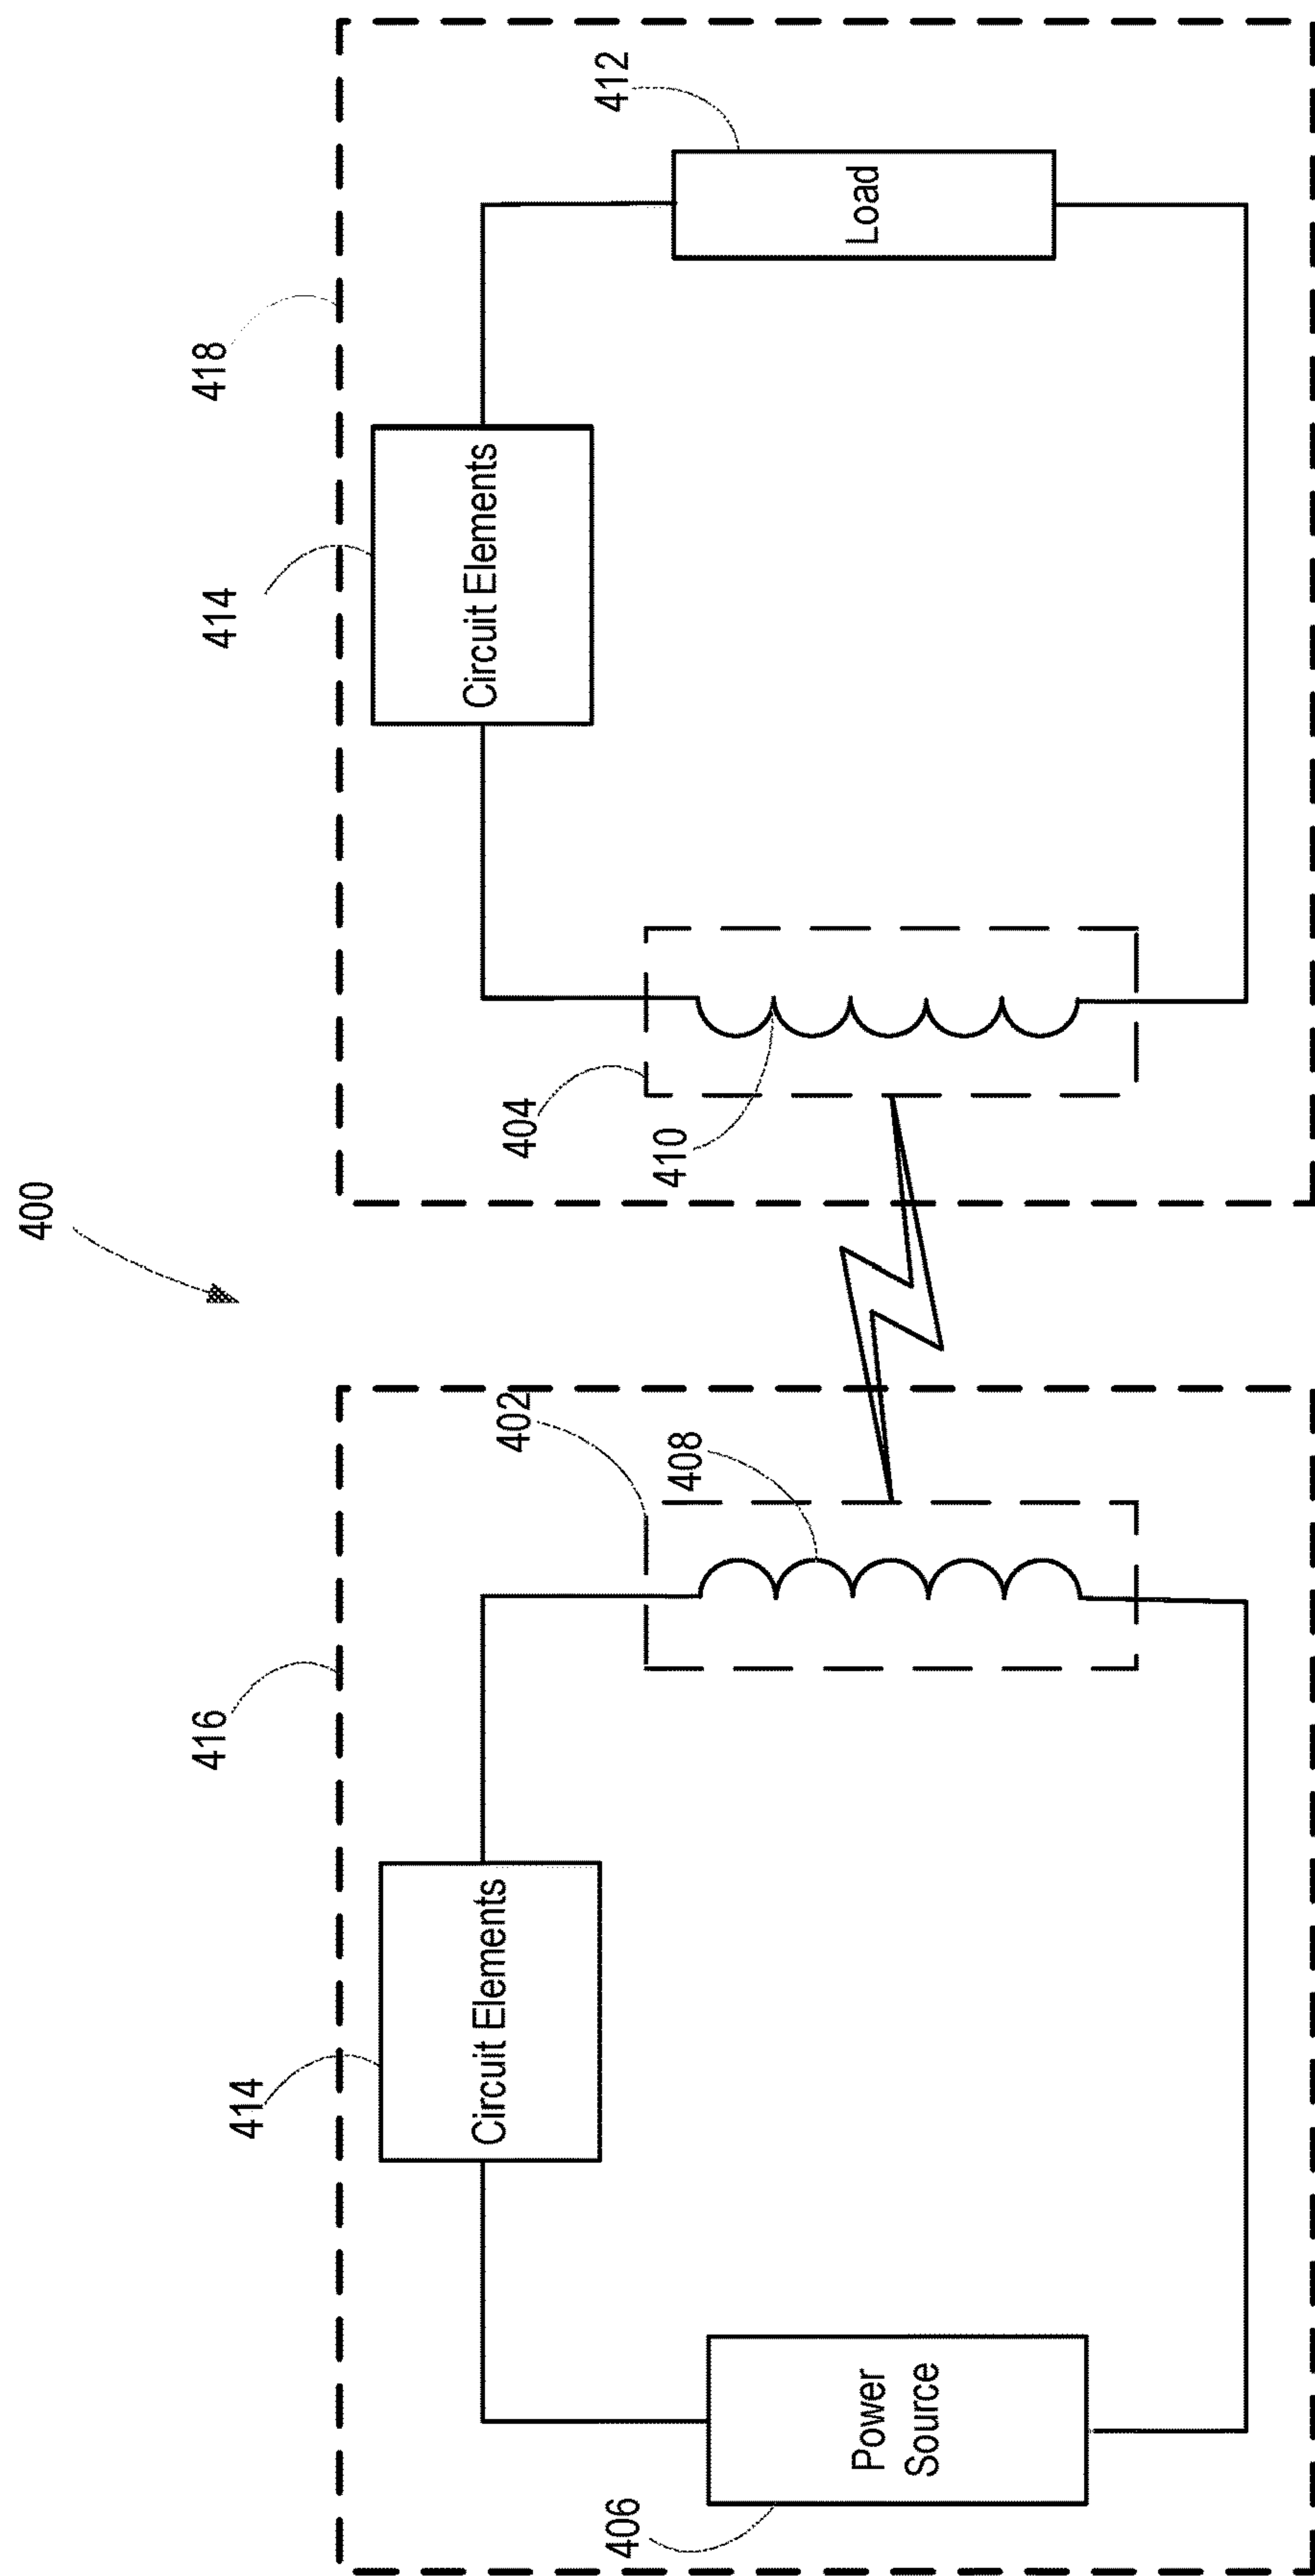 400
416
418
414
Circuit Elements
414
Circuit Elements
402
404
408
410
406
Power
Source
412
Load